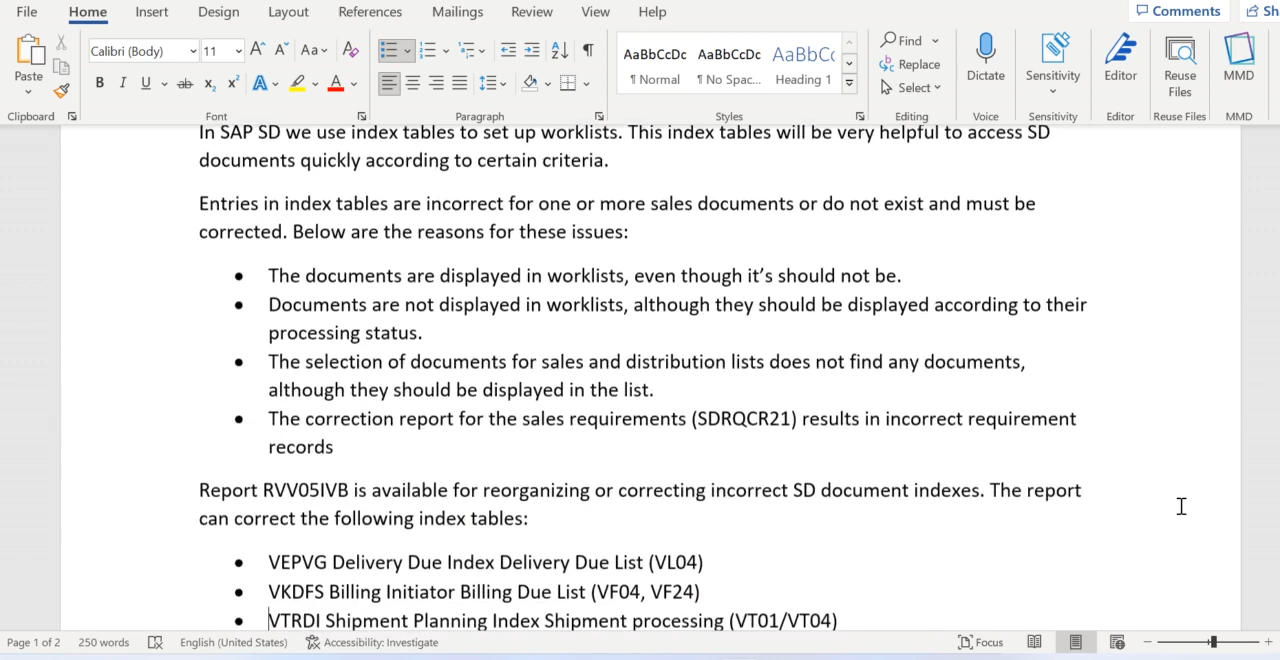 File Home Insert Design Layout References Mailings Review View Help Comments Sh
Paste Calibri (Body) 11 Aa A A
B I U ab x₂ x² A A
AaBbCcDc AaBbCcDc AaBbCc
¶ Normal ¶ No Spac... Heading 1
Find
Replace
Select
Dictate Sensitivity Editor Reuse Files MMD
Clipboard Font Paragraph Styles Editing Voice Sensitivity Editor Reuse Files MMD
In SAP SD we use index tables to set up worklists. This index tables will be very helpful to access SD
documents quickly according to certain criteria.
Entries in index tables are incorrect for one or more sales documents or do not exist and must be
corrected. Below are the reasons for these issues:
• The documents are displayed in worklists, even though it’s should not be.
• Documents are not displayed in worklists, although they should be displayed according to their
processing status.
• The selection of documents for sales and distribution lists does not find any documents,
although they should be displayed in the list.
• The correction report for the sales requirements (SDRQCR21) results in incorrect requirement
records
Report RVV05IVB is available for reorganizing or correcting incorrect SD document indexes. The report
can correct the following index tables:
• VEPVG Delivery Due Index Delivery Due List (VL04)
• VKDFS Billing Initiator Billing Due List (VF04, VF24)
• VTRDI Shipment Planning Index Shipment processing (VT01/VT04)
Page 1 of 2 250 words English (United States) Accessibility: Investigate Focus